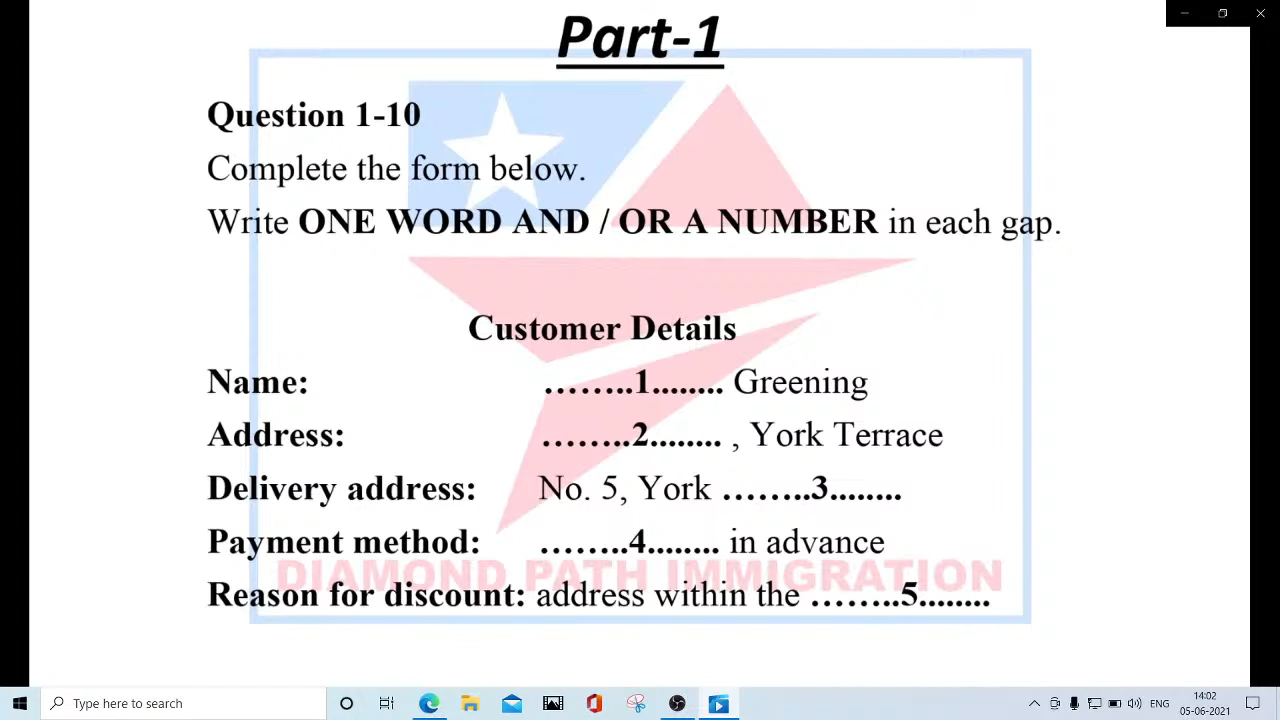 Part-1
Question 1-10
Complete the form below.
Write ONE WORD AND / OR A NUMBER in each gap.
Customer Details
Name: ……..1........ Greening
Address: ……..2........ , York Terrace
Delivery address: No. 5, York ……..3........
Payment method: ……..4........ in advance
DIAMOND PATH IMMIGRATION
Reason for discount: address within the ……..5........
Type here to search
ENG
14:02
05-06-2021